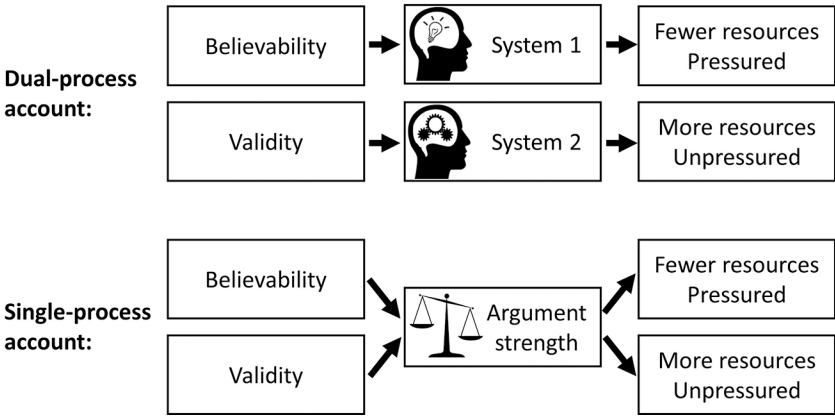 Dual-process
account:
Believability
System 1
Fewer resources
Pressured
Validity
System 2
More resources
Unpressured
Single-process
account:
Believability
Validity
Argument
strength
Fewer resources
Pressured
More resources
Unpressured